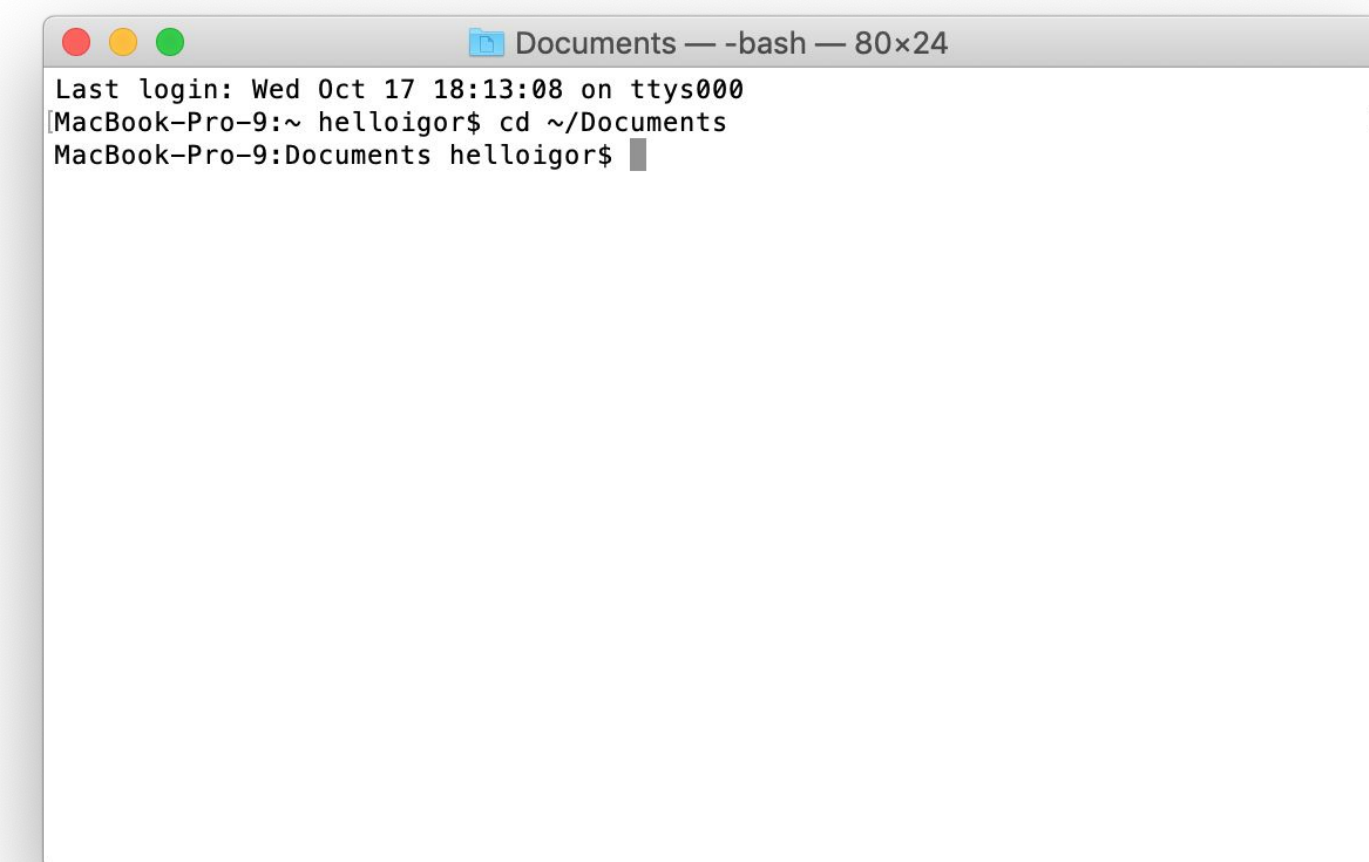 Documents — -bash — 80×24
Last login: Wed Oct 17 18:13:08 on ttys000
[MacBook-Pro-9:~ helloigor$ cd ~/Documents
MacBook-Pro-9:Documents helloigor$